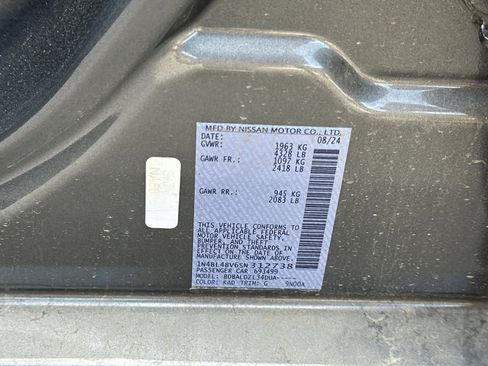 MFD BY NISSAN MOTOR CO., LTD.
DATE: 08/24
GVWR: 1963 KG
4328 LB
GAWR FR.: 1097 KG
2418 LB
GAWR RR.: 945 KG
2083 LB
THIS VEHICLE CONFORMS TO
ALL APPLICABLE FEDERAL
MOTOR VEHICLE SAFETY,
BUMPER, AND THEFT
PREVENTION STANDARDS
IN EFFECT ON THE DATE OF
MANUFACTURE SHOWN ABOVE.
1N4BL4BV6SN312738
PASSENGER CAR 693499
MODEL: BDBALDZL34DUA-----
COLOR: KAD TRIM: G 9N00A